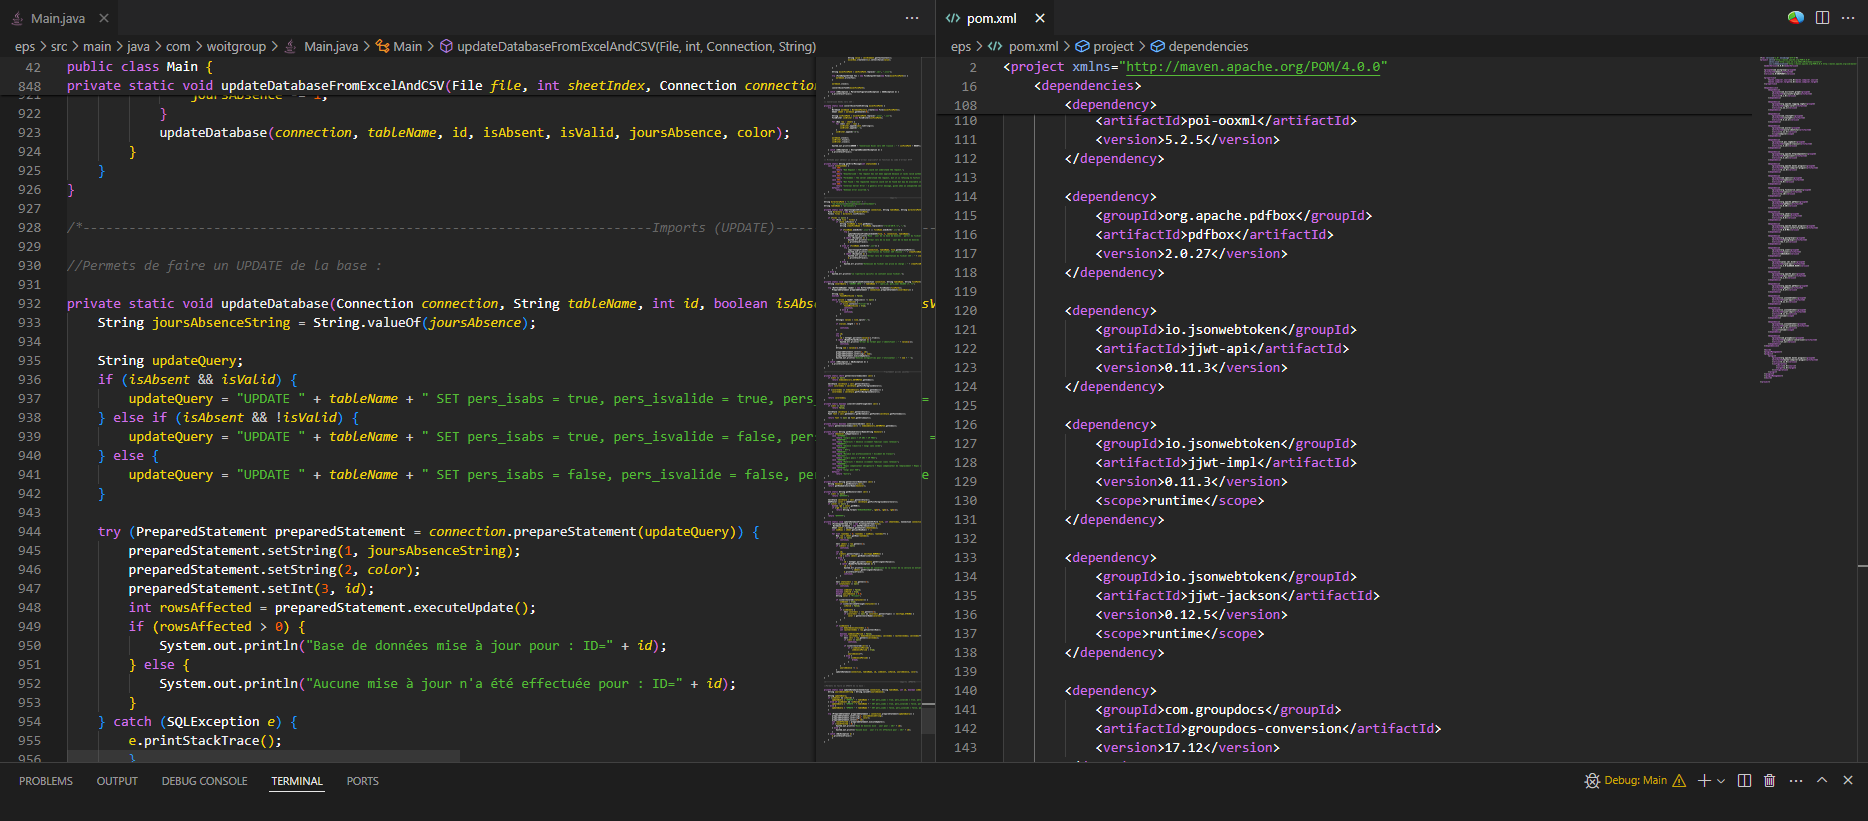 Main.java
eps > src > main > java > com > woitgroup > Main.java > Main > updateDatabaseFromExcelAndCSV(File, int, Connection, String)
42 public class Main {
848 private static void updateDatabaseFromExcelAndCSV(File file, int sheetIndex, Connection connection
921 joursAbsence -= 1;
922 }
923 updateDatabase(connection, tableName, id, isAbsent, isValid, joursAbsence, color);
924 }
925 }
926 }
927
928 /*--------------------------------------------------------------------------Imports (UPDATE)-----
929
930 //Permets de faire un UPDATE de la base :
931
932 private static void updateDatabase(Connection connection, String tableName, int id, boolean isAbs
933 String joursAbsenceString = String.valueOf(joursAbsence);
934
935 String updateQuery;
936 if (isAbsent && isValid) {
937 updateQuery = "UPDATE " + tableName + " SET pers_isabs = true, pers_isvalide = true, pers_
938 } else if (isAbsent && !isValid) {
939 updateQuery = "UPDATE " + tableName + " SET pers_isabs = true, pers_isvalide = false, per
940 } else {
941 updateQuery = "UPDATE " + tableName + " SET pers_isabs = false, pers_isvalide = false, pe
942 }
943
944 try (PreparedStatement preparedStatement = connection.prepareStatement(updateQuery)) {
945 preparedStatement.setString(1, joursAbsenceString);
946 preparedStatement.setString(2, color);
947 preparedStatement.setInt(3, id);
948 int rowsAffected = preparedStatement.executeUpdate();
949 if (rowsAffected > 0) {
950 System.out.println("Base de données mise à jour pour : ID=" + id);
951 } else {
952 System.out.println("Aucune mise à jour n'a été effectuée pour : ID=" + id);
953 }
954 } catch (SQLException e) {
955 e.printStackTrace();
956 }
pom.xml
eps > pom.xml > project > dependencies
2 <project xmlns="http://maven.apache.org/POM/4.0.0"
16 <dependencies>
108 <dependency>
110 <artifactId>poi-ooxml</artifactId>
111 <version>5.2.5</version>
112 </dependency>
113
114 <dependency>
115 <groupId>org.apache.pdfbox</groupId>
116 <artifactId>pdfbox</artifactId>
117 <version>2.0.27</version>
118 </dependency>
119
120 <dependency>
121 <groupId>io.jsonwebtoken</groupId>
122 <artifactId>jjwt-api</artifactId>
123 <version>0.11.3</version>
124 </dependency>
125
126 <dependency>
127 <groupId>io.jsonwebtoken</groupId>
128 <artifactId>jjwt-impl</artifactId>
129 <version>0.11.3</version>
130 <scope>runtime</scope>
131 </dependency>
132
133 <dependency>
134 <groupId>io.jsonwebtoken</groupId>
135 <artifactId>jjwt-jackson</artifactId>
136 <version>0.12.5</version>
137 <scope>runtime</scope>
138 </dependency>
139
140 <dependency>
141 <groupId>com.groupdocs</groupId>
142 <artifactId>groupdocs-conversion</artifactId>
143 <version>17.12</version>
PROBLEMS OUTPUT DEBUG CONSOLE TERMINAL PORTS
Debug: Main